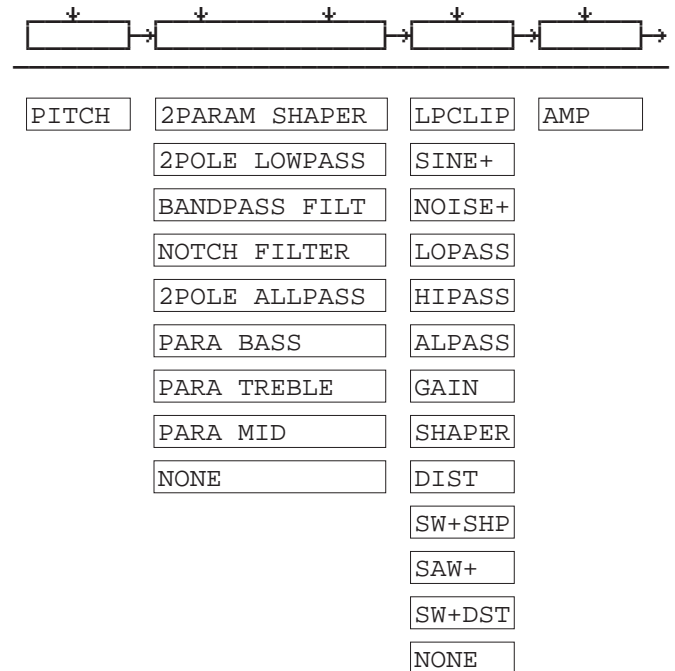 PITCH 2PARAM SHAPER LPCLIP AMP
2POLE LOWPASS SINE+
BANDPASS FILT NOISE+
NOTCH FILTER LOPASS
2POLE ALLPASS HIPASS
PARA BASS ALPASS
PARA TREBLE GAIN
PARA MID SHAPER
NONE DIST
SW+SHP
SAW+
SW+DST
NONE